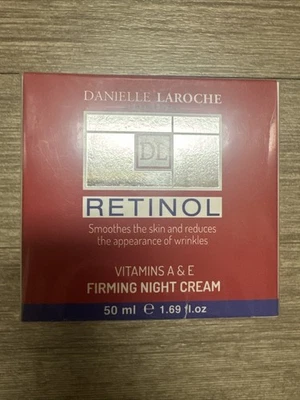 DANIELLE LAROCHE
DL
RETINOL
Smoothes the skin and reduces
the appearance of wrinkles
VITAMINS A & E
FIRMING NIGHT CREAM
50 ml ℮ 1.69 fl.oz